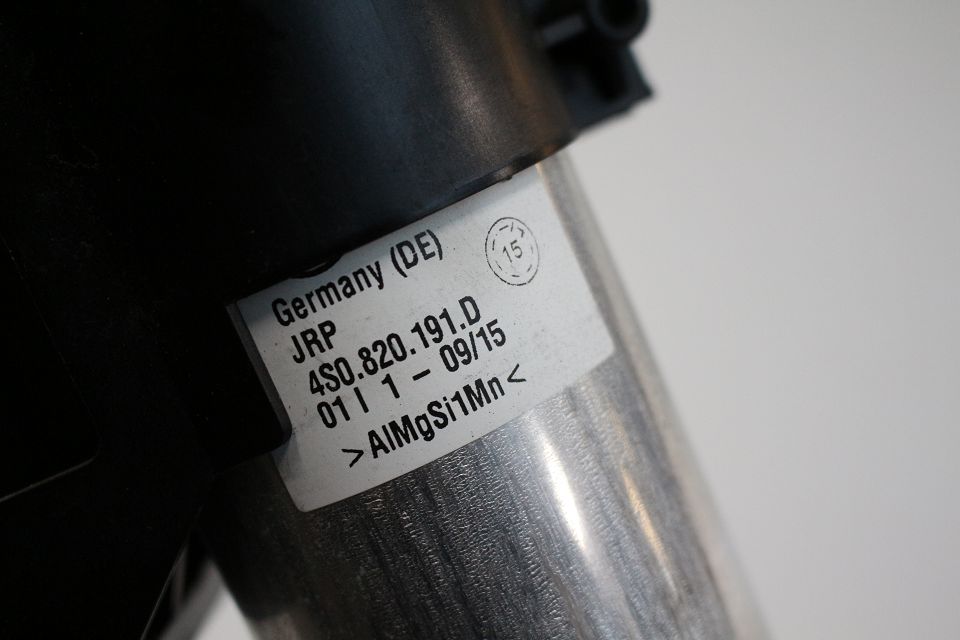 Germany (DE)
15
JRP
4S0.820.191.D
01 | 1 - 09/15
>AlMgSi1Mn<